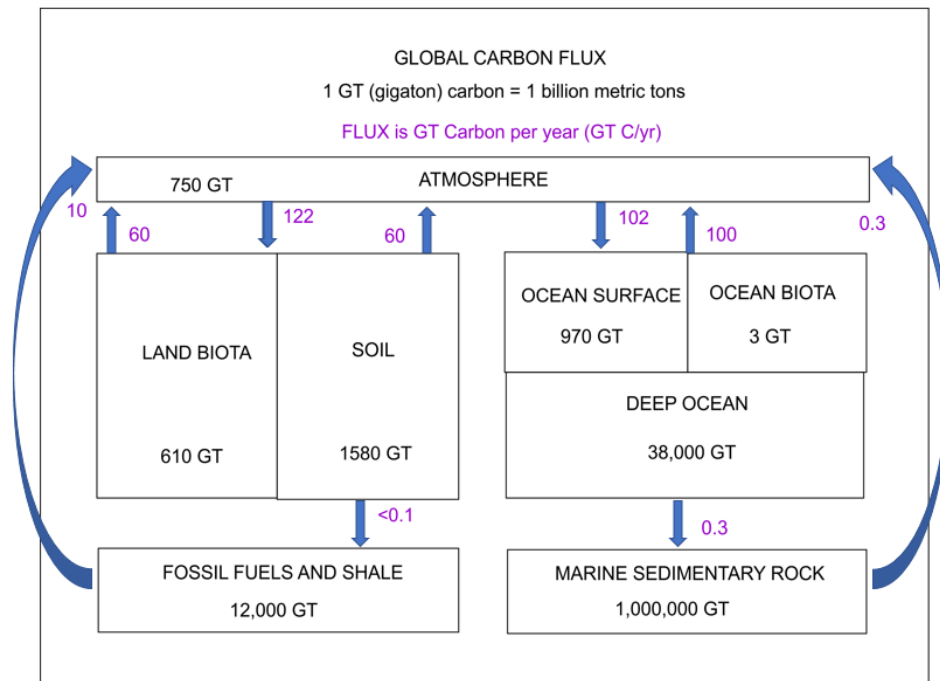 GLOBAL CARBON FLUX
1 GT (gigaton) carbon = 1 billion metric tons
FLUX is GT Carbon per year (GT C/yr)
750 GT
ATMOSPHERE
10
60
122
60
102
100
0.3
LAND BIOTA
610 GT
SOIL
1580 GT
OCEAN SURFACE
970 GT
OCEAN BIOTA
3 GT
DEEP OCEAN
38,000 GT
<0.1
0.3
FOSSIL FUELS AND SHALE
12,000 GT
MARINE SEDIMENTARY ROCK
1,000,000 GT